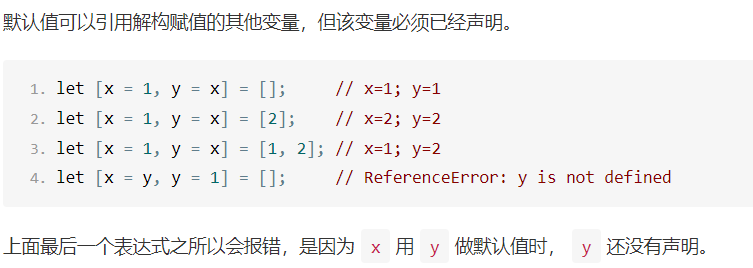 默认值可以引用解构赋值的其他变量，但该变量必须已经声明。
1. let [x = 1, y = x] = [];     // x=1; y=1
2. let [x = 1, y = x] = [2];    // x=2; y=2
3. let [x = 1, y = x] = [1, 2]; // x=1; y=2
4. let [x = y, y = 1] = [];     // ReferenceError: y is not defined
上面最后一个表达式之所以会报错，是因为 x 用 y 做默认值时， y 还没有声明。